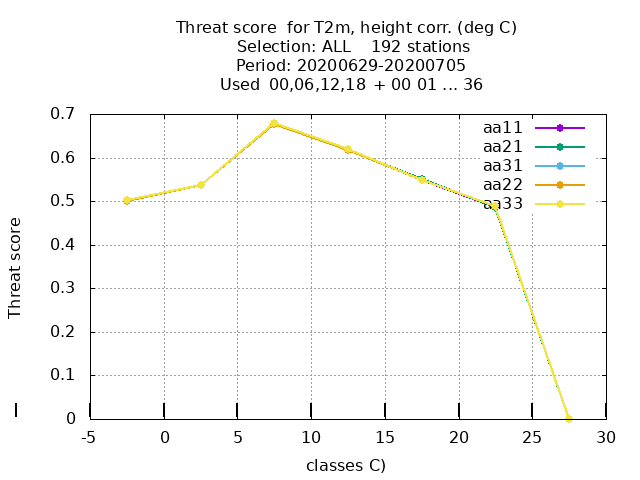 Threat score for T2m, height corr. (deg C)
Selection: ALL 192 stations
Period: 20200629-20200705
Used 00,06,12,18 + 00 01 ... 36
aa11
aa21
aa31
aa22
aa33
0.7
0.6
0.5
0.4
0.3
0.2
0.1
0
Threat score
-5
0
5
10
15
20
25
30
classes C)